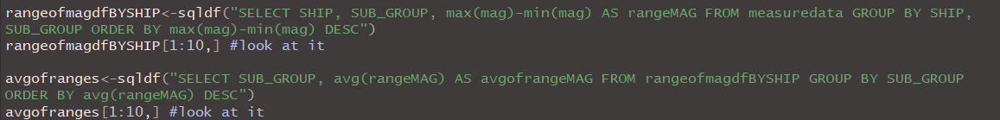 rangeofmagdfBYSHIP<-sqldf("SELECT SHIP, SUB_GROUP, max(mag)-min(mag) AS rangeMAG FROM measuredata GROUP BY SHIP,
SUB_GROUP ORDER BY max(mag)-min(mag) DESC")
rangeofmagdfBYSHIP[1:10,] #look at it
avgofranges<-sqldf("SELECT SUB_GROUP, avg(rangeMAG) AS avgofrangeMAG FROM rangeofmagdfBYSHIP GROUP BY SUB_GROUP
ORDER BY avg(rangeMAG) DESC")
avgofranges[1:10,] #look at it